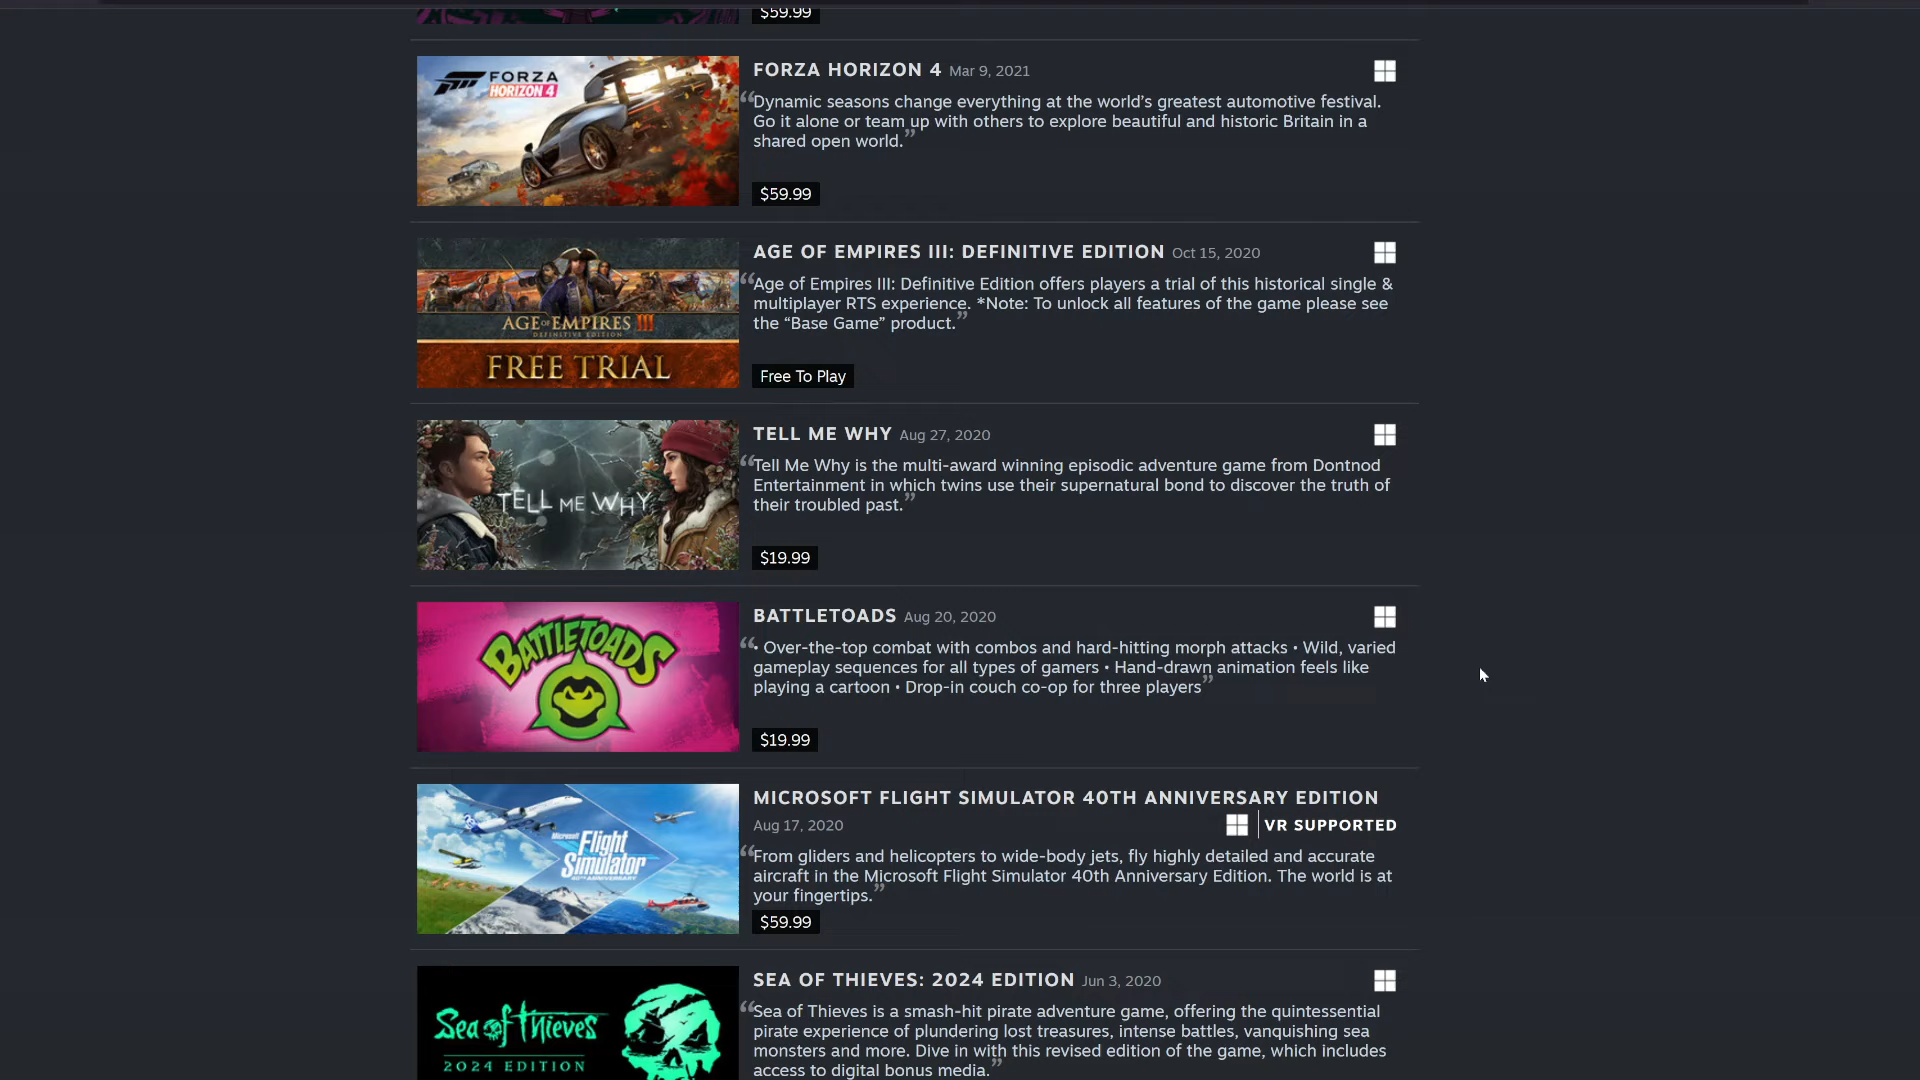 $59.99
FORZA
HORIZON 4
FORZA HORIZON 4 Mar 9, 2021
“Dynamic seasons change everything at the world’s greatest automotive festival.
Go it alone or team up with others to explore beautiful and historic Britain in a
shared open world.”
$59.99
AGE OF EMPIRES III
DEFINITIVE EDITION
FREE TRIAL
AGE OF EMPIRES III: DEFINITIVE EDITION Oct 15, 2020
“Age of Empires III: Definitive Edition offers players a trial of this historical single &
multiplayer RTS experience. *Note: To unlock all features of the game please see
the “Base Game” product.”
Free To Play
TELL ME WHY
TELL ME WHY Aug 27, 2020
“Tell Me Why is the multi-award winning episodic adventure game from Dontnod
Entertainment in which twins use their supernatural bond to discover the truth of
their troubled past.”
$19.99
BATTLETOADS
BATTLETOADS Aug 20, 2020
“• Over-the-top combat with combos and hard-hitting morph attacks • Wild, varied
gameplay sequences for all types of gamers • Hand-drawn animation feels like
playing a cartoon • Drop-in couch co-op for three players”
$19.99
Microsoft
Flight
Simulator
40TH ANNIVERSARY
MICROSOFT FLIGHT SIMULATOR 40TH ANNIVERSARY EDITION
Aug 17, 2020 VR SUPPORTED
“From gliders and helicopters to wide-body jets, fly highly detailed and accurate
aircraft in the Microsoft Flight Simulator 40th Anniversary Edition. The world is at
your fingertips.”
$59.99
Sea of Thieves
2024 EDITION
SEA OF THIEVES: 2024 EDITION Jun 3, 2020
“Sea of Thieves is a smash-hit pirate adventure game, offering the quintessential
pirate experience of plundering lost treasures, intense battles, vanquishing sea
monsters and more. Dive in with this revised edition of the game, which includes
access to digital bonus media.”